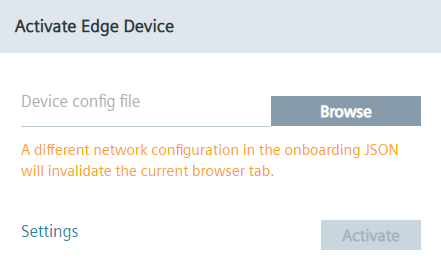 Activate Edge Device
Device config file
Browse
A different network configuration in the onboarding JSON
will invalidate the current browser tab.
Settings
Activate